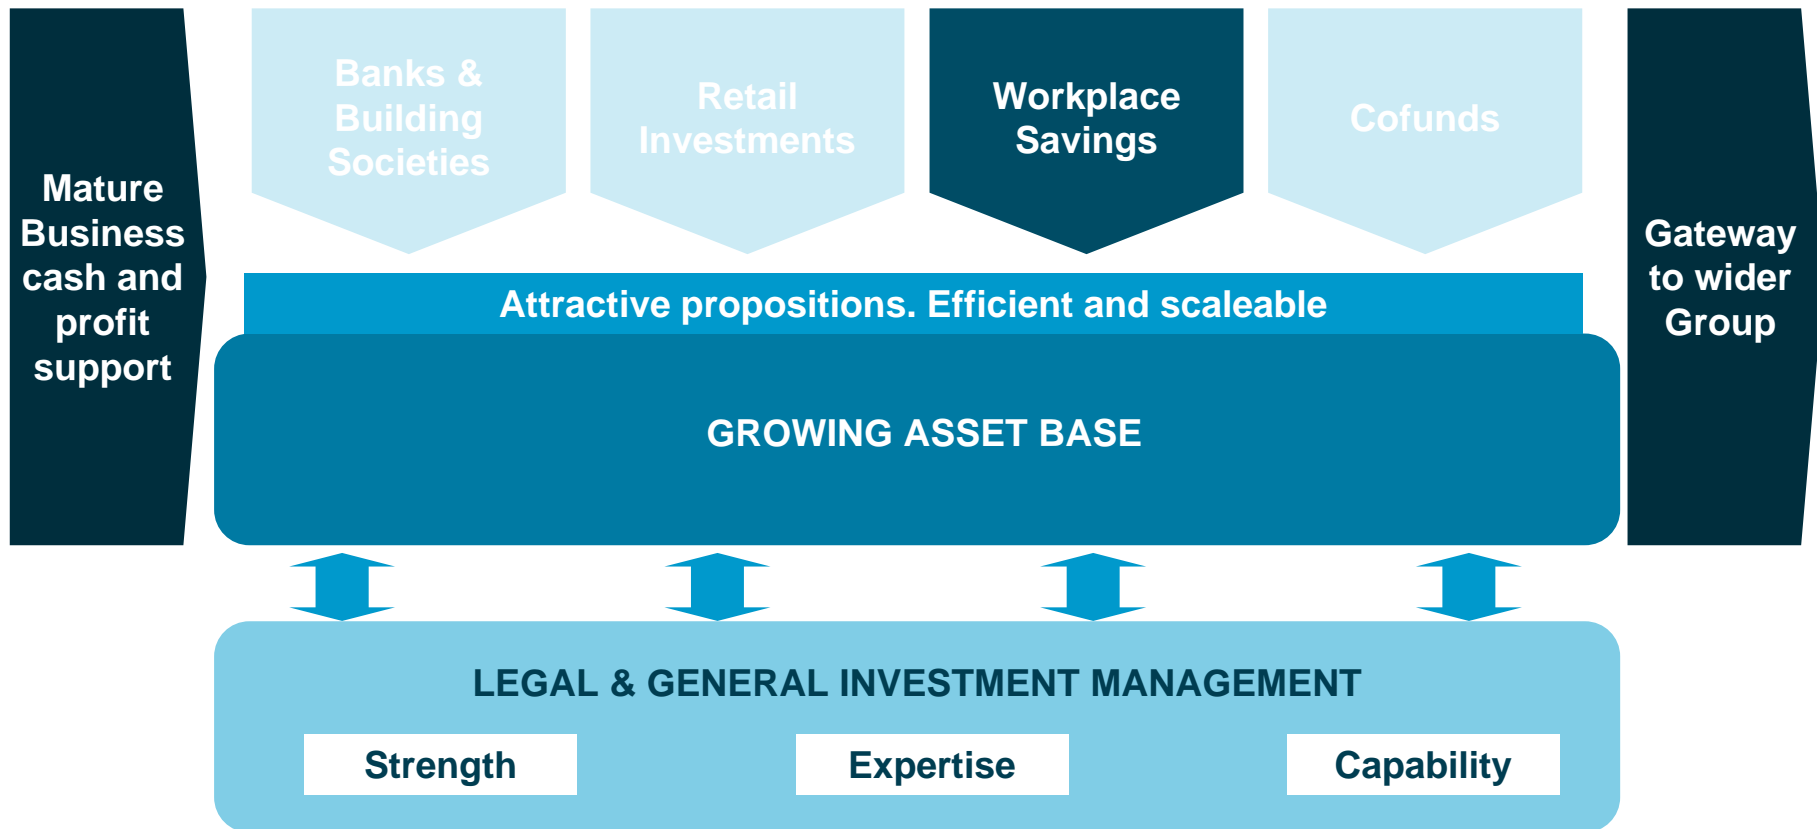 Mature
Business
cash and
profit
support
Banks &
Building
Societies
Retail
Investments
Workplace
Savings
Cofunds
Gateway
to wider
Group
Attractive propositions. Efficient and scaleable
GROWING ASSET BASE
LEGAL & GENERAL INVESTMENT MANAGEMENT
Strength
Expertise
Capability